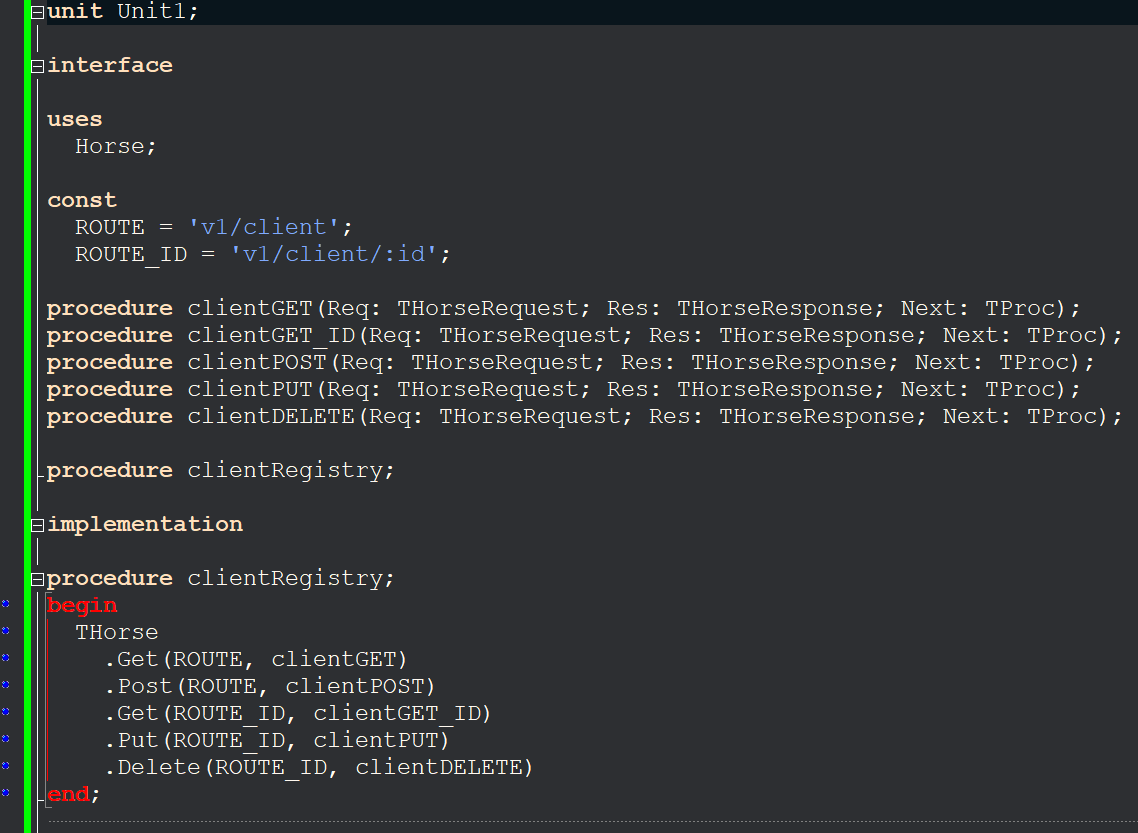 unit Unit1;
interface
uses
Horse;
const
ROUTE = 'v1/client';
ROUTE_ID = 'v1/client/:id';
procedure clientGET(Req: THorseRequest; Res: THorseResponse; Next: TProc);
procedure clientGET_ID(Req: THorseRequest; Res: THorseResponse; Next: TProc);
procedure clientPOST(Req: THorseRequest; Res: THorseResponse; Next: TProc);
procedure clientPUT(Req: THorseRequest; Res: THorseResponse; Next: TProc);
procedure clientDELETE(Req: THorseRequest; Res: THorseResponse; Next: TProc);
procedure clientRegistry;
implementation
procedure clientRegistry;
begin
THorse
.Get(ROUTE, clientGET)
.Post(ROUTE, clientPOST)
.Get(ROUTE_ID, clientGET_ID)
.Put(ROUTE_ID, clientPUT)
.Delete(ROUTE_ID, clientDELETE)
end;